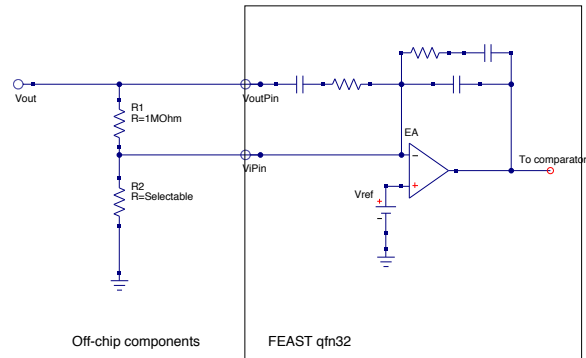 Vout
VoutPin
R1
R=1MOhm
EA
ViPin
To comparator
R2
R=Selectable
Vref
+
−
−
+
Off-chip components
FEAST qfn32